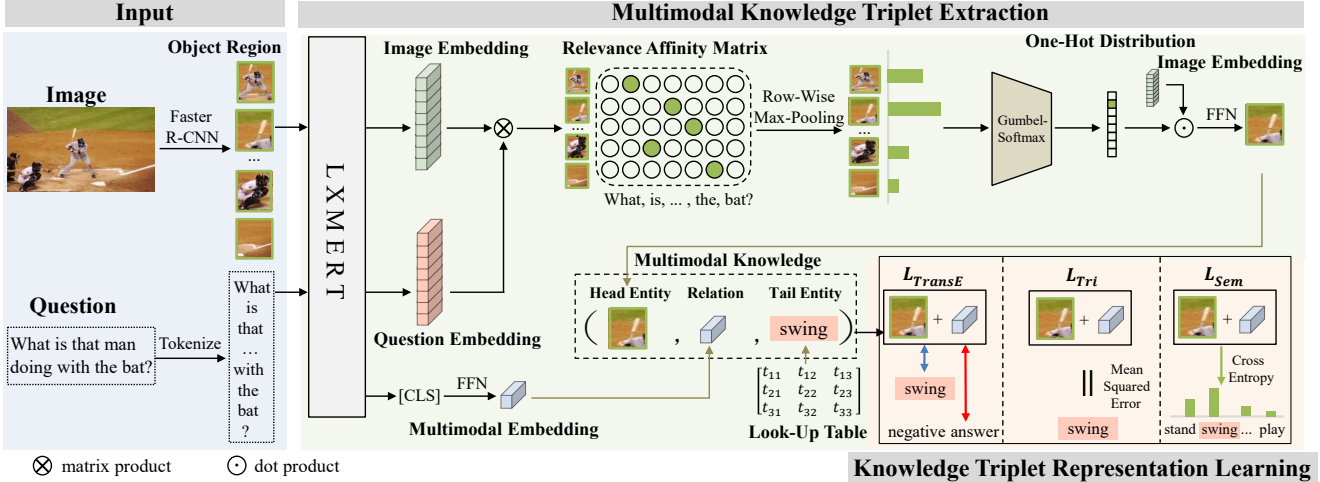 Input
Multimodal Knowledge Triplet Extraction
Object Region
Image
Faster
R-CNN
...
Question
What is that man
doing with the bat?
Tokenize
What
is
that
...
with
the
bat
?
LXMERT
Image Embedding
Question Embedding
[CLS]
FFN
Multimodal Embedding
Relevance Affinity Matrix
...
What, is, ... , the, bat?
Row-Wise
Max-Pooling
...
Gumbel-
Softmax
One-Hot Distribution
Image Embedding
FFN
Multimodal Knowledge
Head Entity
Relation
Tail Entity
( , , swing )
t11 t12 t13
t21 t22 t23
t31 t32 t33
Look-Up Table
L_TransE
+
swing
negative answer
L_Tri
+
Mean
Squared
Error
swing
L_Sem
+
Cross
Entropy
stand swing ... play
matrix product
dot product
Knowledge Triplet Representation Learning